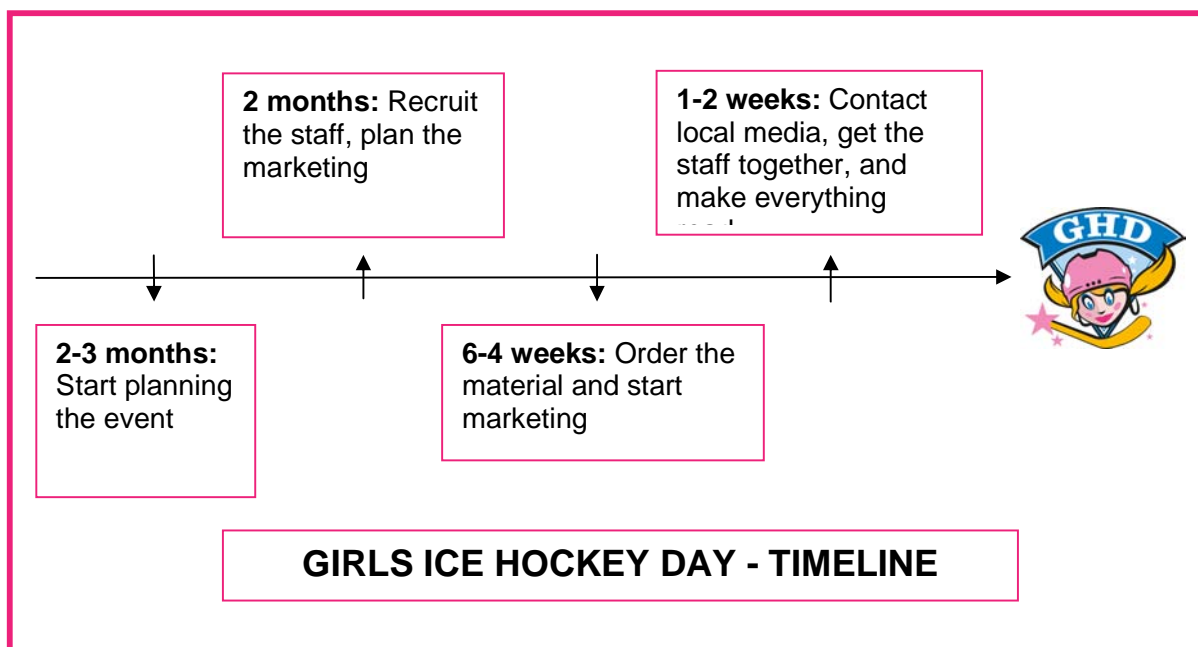 2 months: Recruit
the staff, plan the
marketing
1-2 weeks: Contact
local media, get the
staff together, and
make everything
GHD
2-3 months:
Start planning
the event
6-4 weeks: Order the
material and start
marketing
GIRLS ICE HOCKEY DAY - TIMELINE